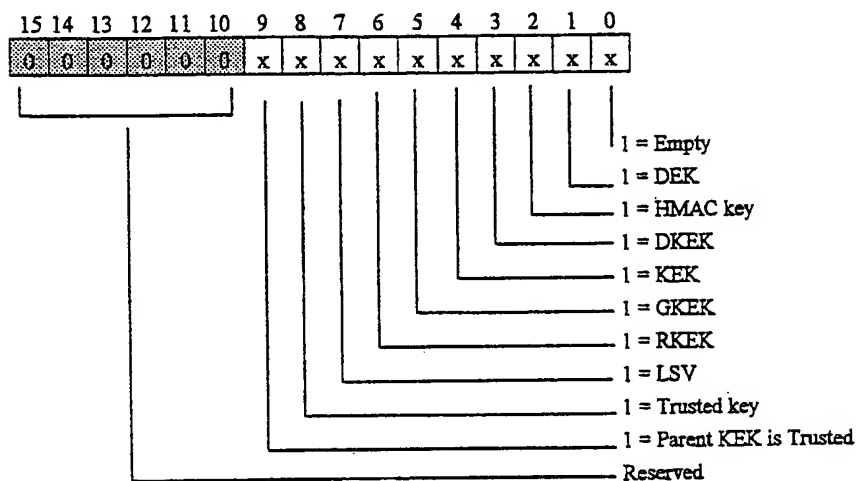 15 14 13 12 11 10 9 8 7 6 5 4 3 2 1 0
0 0 0 0 0 0 x x x x x x x x x x
1 = Empty
1 = DEK
1 = HMAC key
1 = DKEK
1 = KEK
1 = GKEK
1 = RKEK
1 = LSV
1 = Trusted key
1 = Parent KEK is Trusted
Reserved